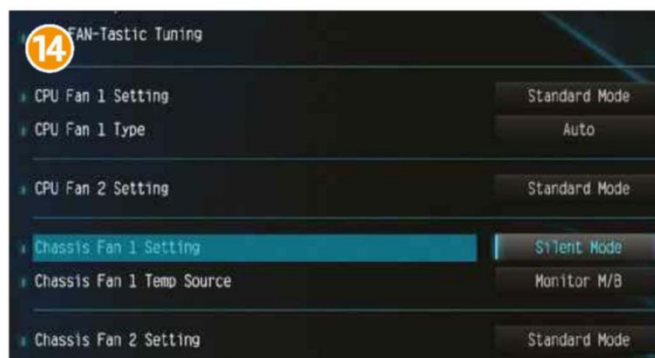 14
FAN-Tastic Tuning
CPU Fan 1 Setting Standard Mode
CPU Fan 1 Type Auto
CPU Fan 2 Setting Standard Mode
Chassis Fan 1 Setting Silent Mode
Chassis Fan 1 Temp Source Monitor M/B
Chassis Fan 2 Setting Standard Mode